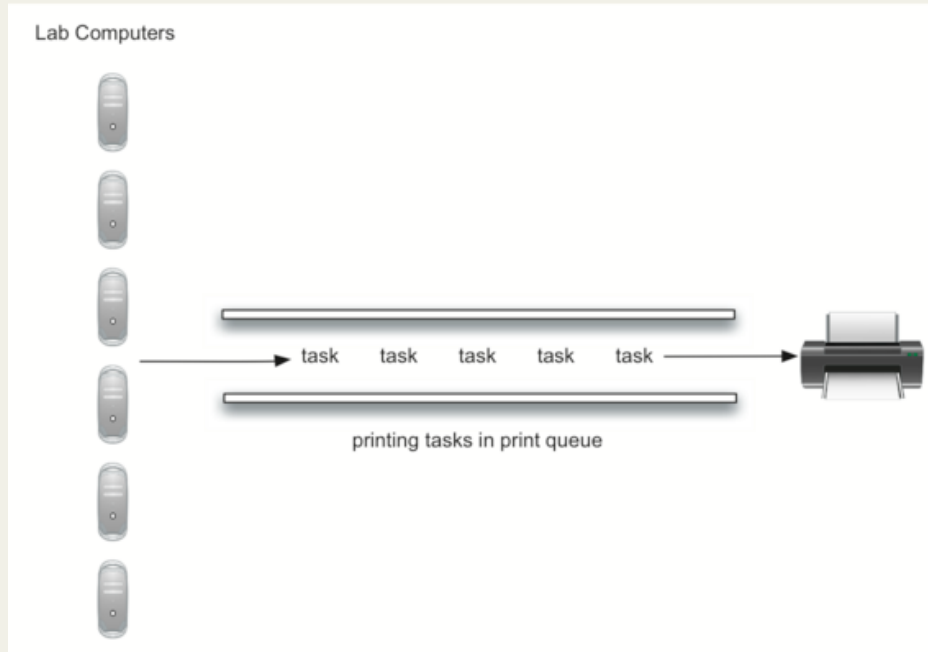 Lab Computers
task task task task task
printing tasks in print queue